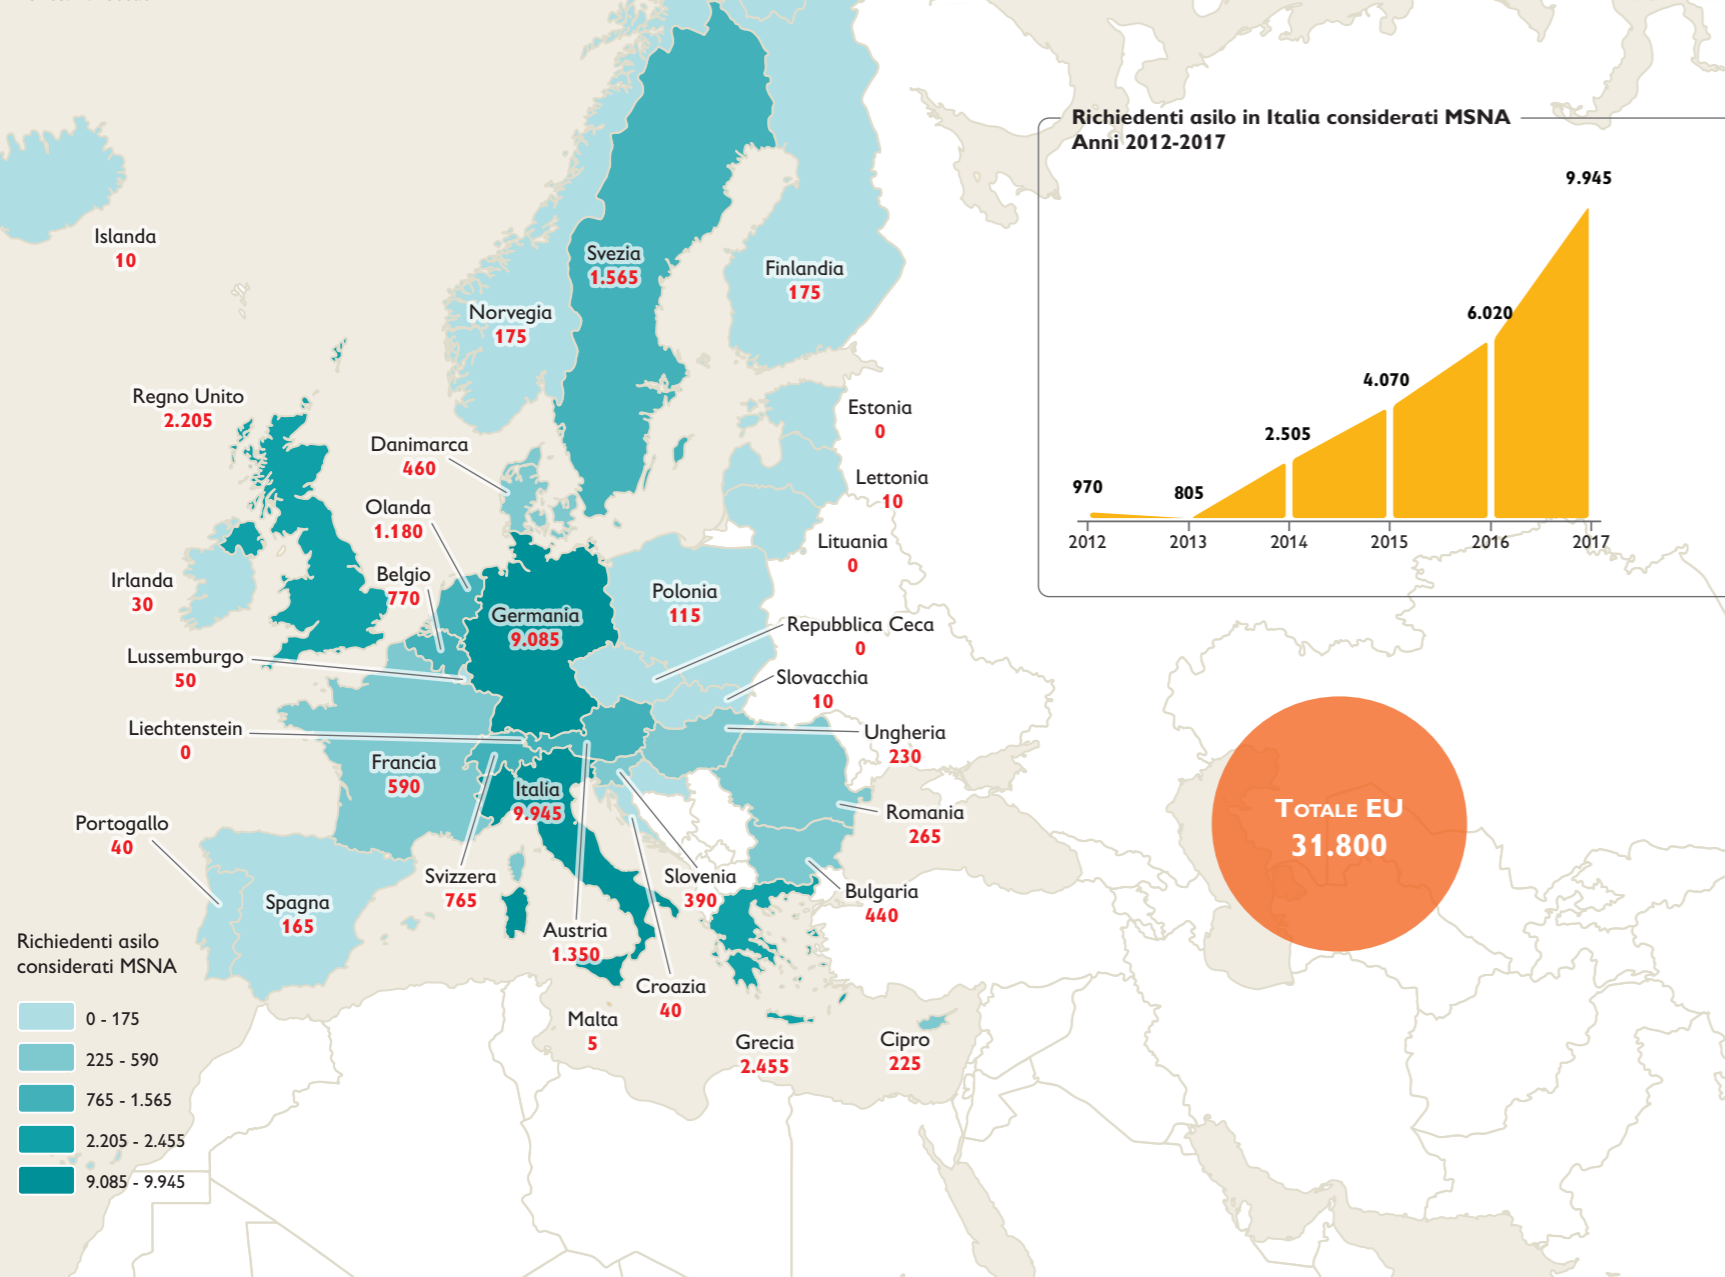 Richiedenti asilo in Italia considerati MSNA
Anni 2012-2017
9.945
6.020
4.070
2.505
970
805
2012
2013
2014
2015
2016
2017
Islanda
10
Svezia
1.565
Finlandia
175
Norvegia
175
Regno Unito
2.205
Danimarca
460
Estonia
0
Lettonia
10
Olanda
1.180
Lituania
0
Irlanda
30
Belgio
770
Germania
9.085
Polonia
115
Repubblica Ceca
0
Lussemburgo
50
Slovacchia
10
Liechtenstein
0
Ungheria
230
Francia
590
Italia
9.945
Romania
265
Portogallo
40
Svizzera
765
Slovenia
390
Bulgaria
440
Spagna
165
Austria
1.350
Croazia
40
Malta
5
Grecia
2.455
Cipro
225
Totale EU
31.800
Richiedenti asilo
considerati MSNA
0 - 175
225 - 590
765 - 1.565
2.205 - 2.455
9.085 - 9.945